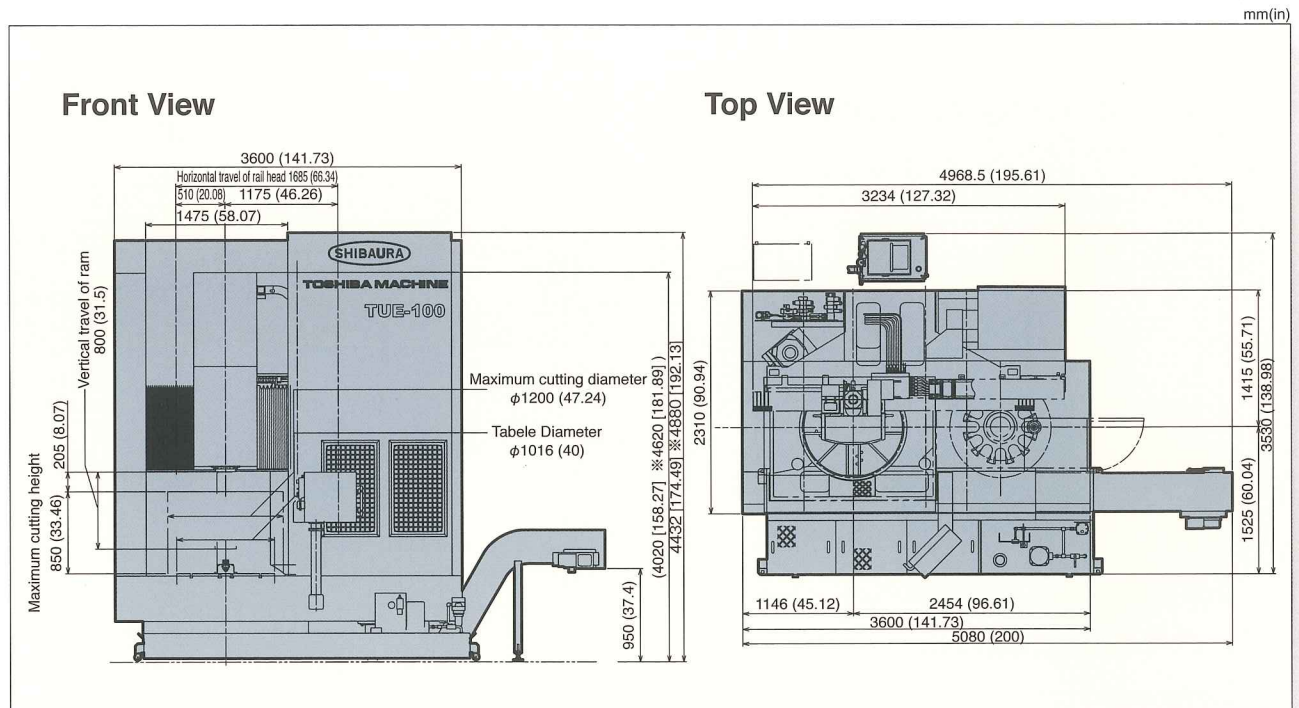 mm(in)
Front View
3600 (141.73)
Horizontal travel of rail head 1685 (66.34)
510 (20.08)
1175 (46.26)
1475 (58.07)
SHIBAURA
TOSHIBA MACHINE
TUE-100
Vertical travel of ram
800 (31.5)
205 (8.07)
Maximum cutting height
850 (33.46)
Maximum cutting diameter
φ1200 (47.24)
Tabele Diameter
φ1016 (40)
(4020 [158.27] ※4620 [181.89] )
4432 [174.49] ※4880 [192.13]
950 (37.4)
Top View
4968.5 (195.61)
3234 (127.32)
2310 (90.94)
1415 (55.71)
3530 (138.98)
1525 (60.04)
1146 (45.12)
2454 (96.61)
3600 (141.73)
5080 (200)